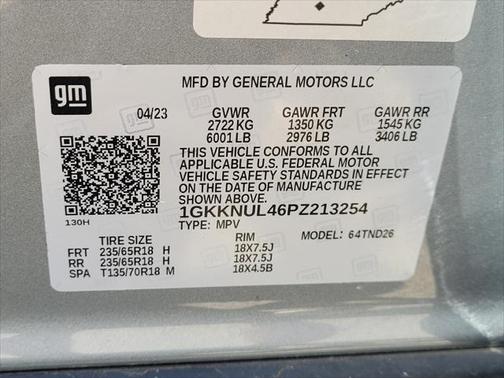 gm
MFD BY GENERAL MOTORS LLC
04/23 GVWR GAWR FRT GAWR RR
2722 KG 1350 KG 1545 KG
6001 LB 2976 LB 3406 LB
THIS VEHICLE CONFORMS TO ALL
APPLICABLE U.S. FEDERAL MOTOR
VEHICLE SAFETY STANDARDS IN EFFECT
ON THE DATE OF MANUFACTURE
SHOWN ABOVE.
1GKKNUL46PZ213254
130H
TYPE: MPV MODEL: 64TND26
TIRE SIZE RIM
FRT 235/65R18 H 18X7.5J
RR 235/65R18 H 18X7.5J
SPA T135/70R18 M 18X4.5B